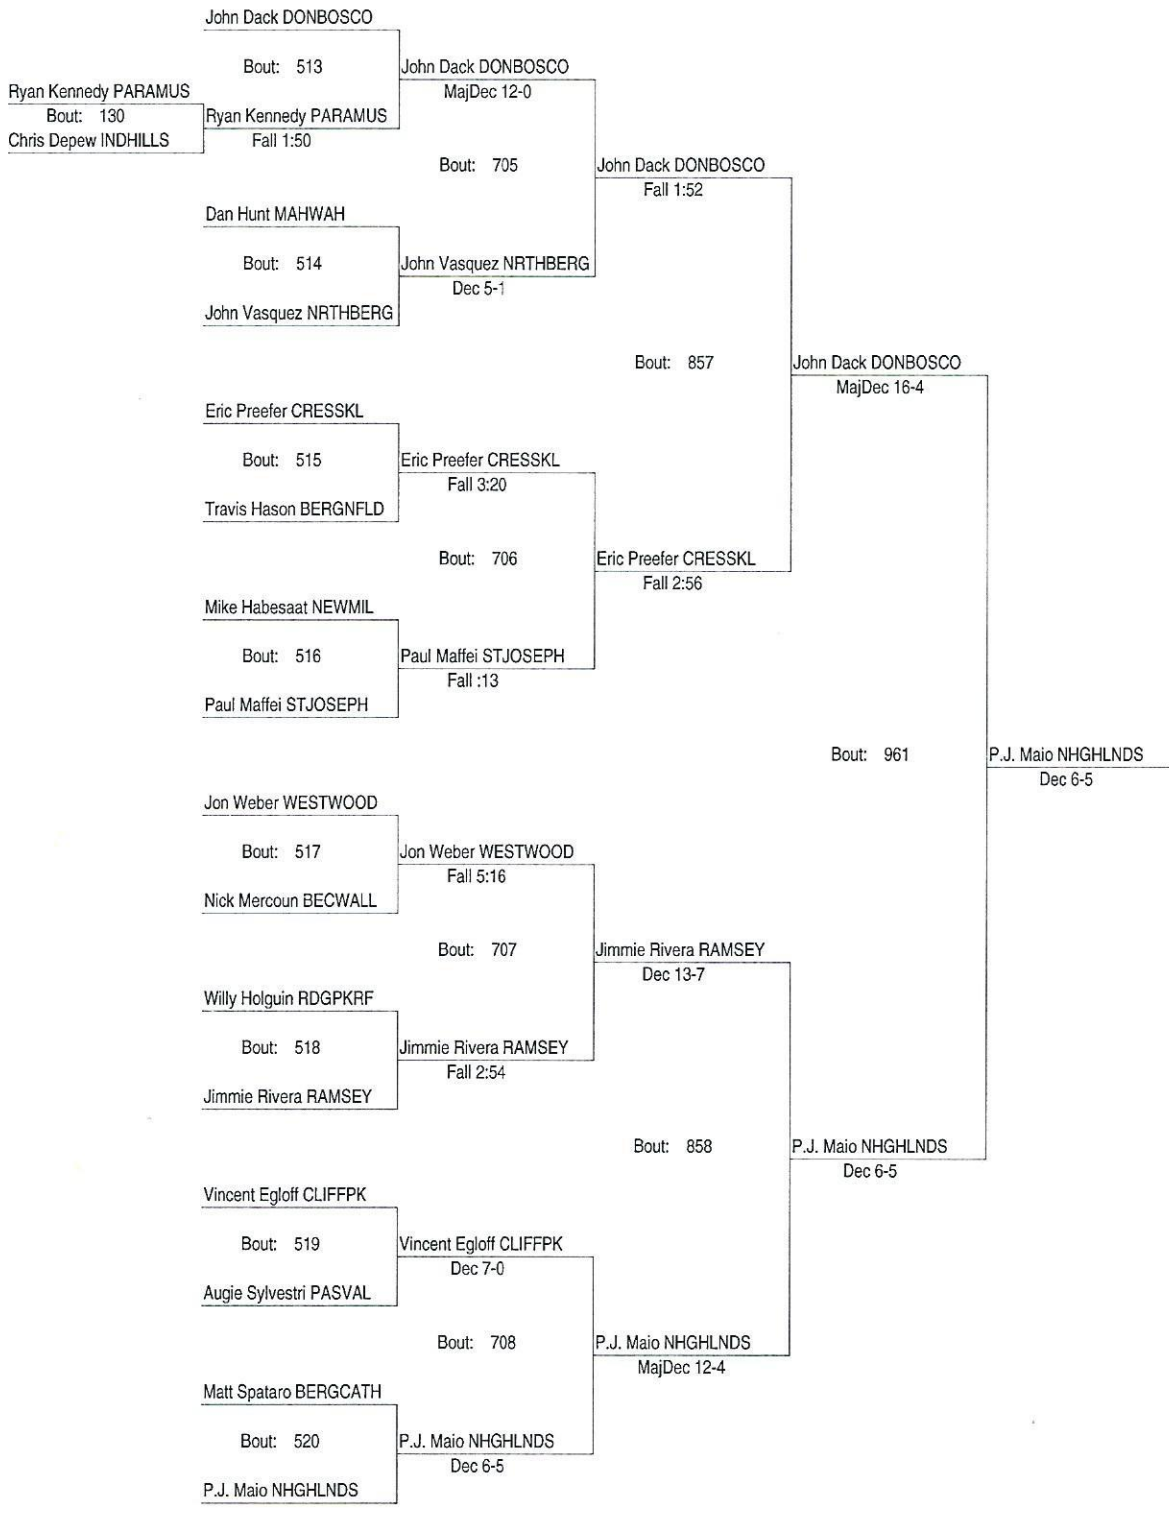 John Dack DONBOSCO
Bout: 513
John Dack DONBOSCO
MajDec 12-0
Ryan Kennedy PARAMUS
Bout: 130
Ryan Kennedy PARAMUS
Chris Depew INDHILLS
Fall 1:50
Bout: 705
John Dack DONBOSCO
Fall 1:52
Dan Hunt MAHWAH
Bout: 514
John Vasquez NRTHBERG
Dec 5-1
John Vasquez NRTHBERG
Bout: 857
John Dack DONBOSCO
MajDec 16-4
Eric Preefer CRESSKL
Bout: 515
Eric Preefer CRESSKL
Fall 3:20
Travis Hason BERGNFLD
Bout: 706
Eric Preefer CRESSKL
Fall 2:56
Mike Habesaat NEWMIL
Bout: 516
Paul Maffei STJOSEPH
Fall :13
Paul Maffei STJOSEPH
Bout: 961
P.J. Maio NHGHLNDS
Dec 6-5
Jon Weber WESTWOOD
Bout: 517
Jon Weber WESTWOOD
Fall 5:16
Nick Mercoun BECWALL
Bout: 707
Jimmie Rivera RAMSEY
Dec 13-7
Willy Holguin RDGPKRF
Bout: 518
Jimmie Rivera RAMSEY
Fall 2:54
Jimmie Rivera RAMSEY
Bout: 858
P.J. Maio NHGHLNDS
Dec 6-5
Vincent Egloff CLIFFPK
Bout: 519
Vincent Egloff CLIFFPK
Dec 7-0
Augie Sylvestri PASVAL
Bout: 708
P.J. Maio NHGHLNDS
MajDec 12-4
Matt Spataro BERGCATH
Bout: 520
P.J. Maio NHGHLNDS
Dec 6-5
P.J. Maio NHGHLNDS